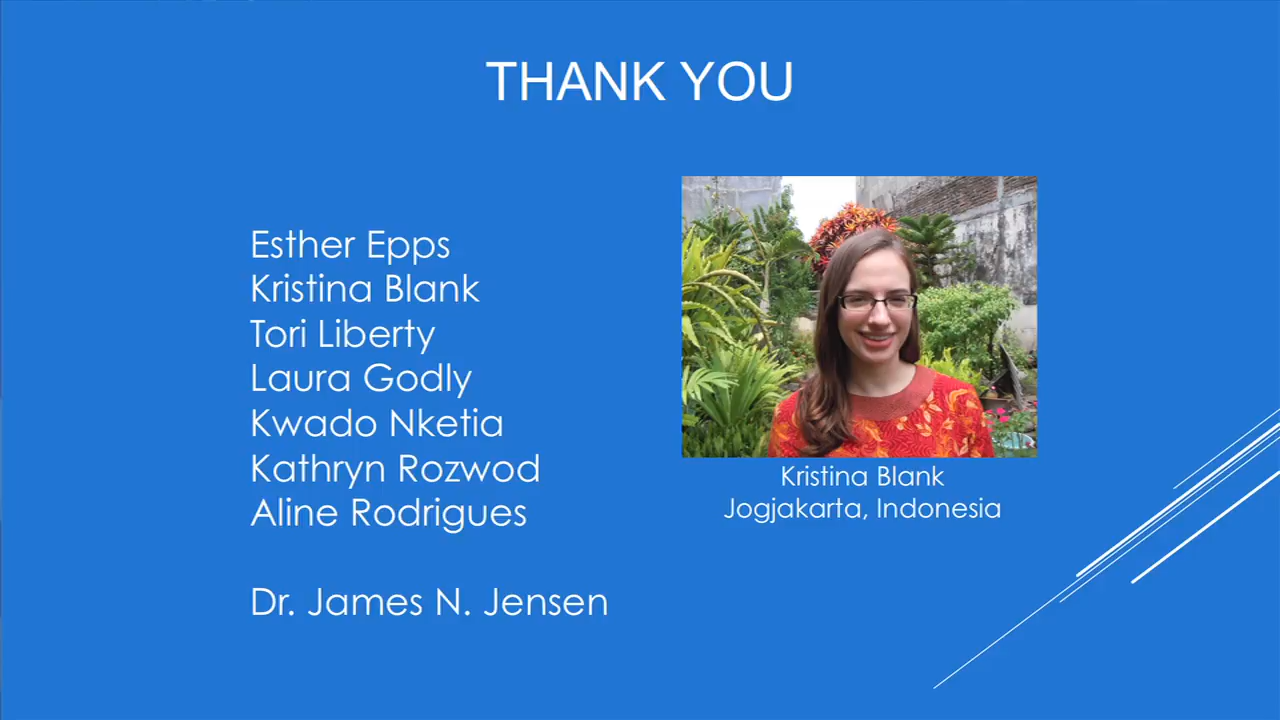 THANK YOU
Esther Epps
Kristina Blank
Tori Liberty
Laura Godly
Kwado Nketia
Kathryn Rozwod
Aline Rodrigues
Dr. James N. Jensen
Kristina Blank
Jogjakarta, Indonesia